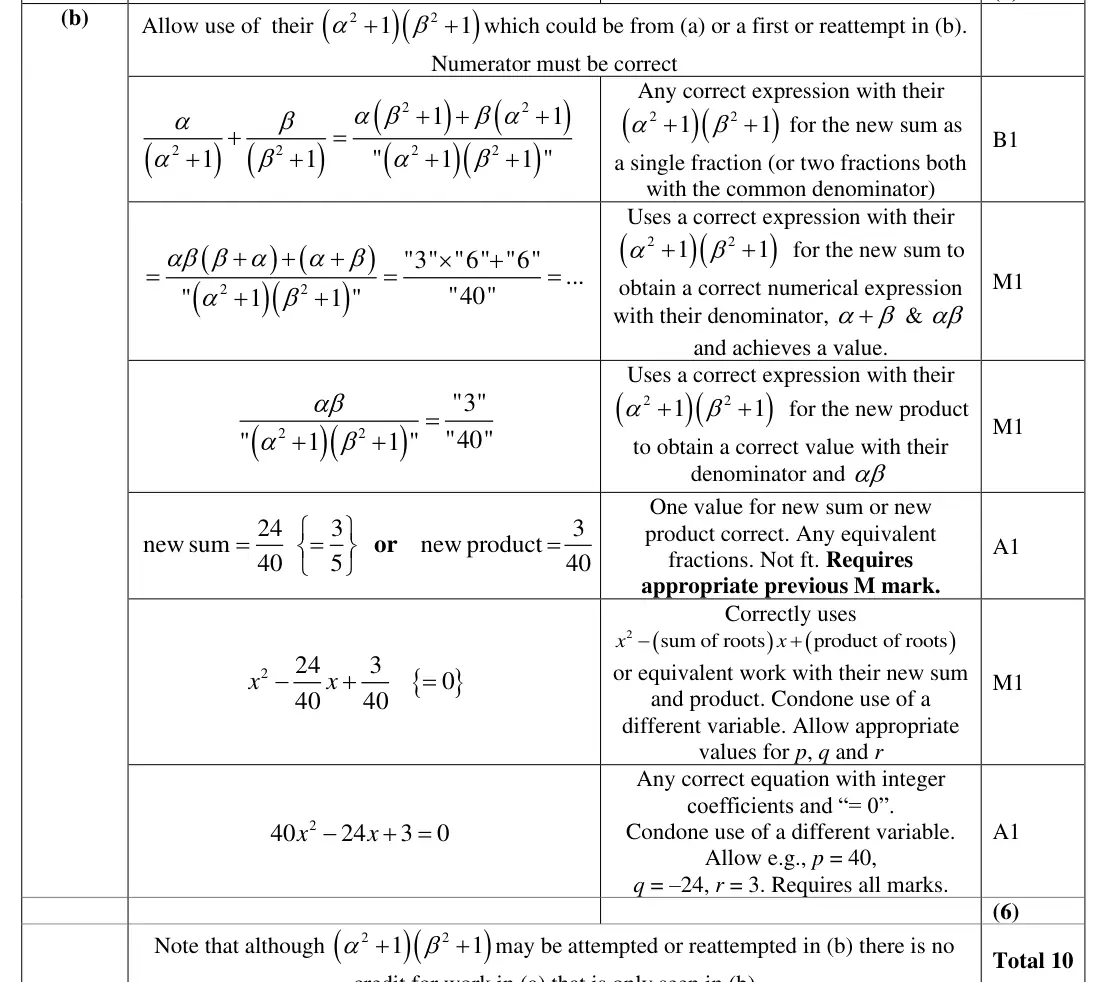 (b)
Allow use of their (α² + 1)(β² + 1) which could be from (a) or a first or reattempt in (b).
Numerator must be correct
α/(α² + 1) + β/(β² + 1) = (α(β² + 1) + β(α² + 1))/("(α² + 1)(β² + 1)")
Any correct expression with their
(α² + 1)(β² + 1) for the new sum as
a single fraction (or two fractions both
with the common denominator)
B1
= (αβ(β + α) + (α + β))/("(α² + 1)(β² + 1)") = ("3"×"6"+"6")/("40") = ...
Uses a correct expression with their
(α² + 1)(β² + 1) for the new sum to
obtain a correct numerical expression
with their denominator, α + β & αβ
and achieves a value.
M1
αβ/("(α² + 1)(β² + 1)") = "3"/"40"
Uses a correct expression with their
(α² + 1)(β² + 1) for the new product
to obtain a correct value with their
denominator and αβ
M1
new sum = 24/40 {= 3/5} or new product = 3/40
One value for new sum or new
product correct. Any equivalent
fractions. Not ft. Requires
appropriate previous M mark.
A1
x² − 24/40 x + 3/40 {= 0}
Correctly uses
x² − (sum of roots)x + (product of roots)
or equivalent work with their new sum
and product. Condone use of a
different variable. Allow appropriate
values for p, q and r
M1
40x² − 24x + 3 = 0
Any correct equation with integer
coefficients and “= 0”.
Condone use of a different variable.
Allow e.g., p = 40,
q = –24, r = 3. Requires all marks.
A1
(6)
Note that although (α² + 1)(β² + 1) may be attempted or reattempted in (b) there is no
credit for work in (a) that is only seen in (b)
Total 10